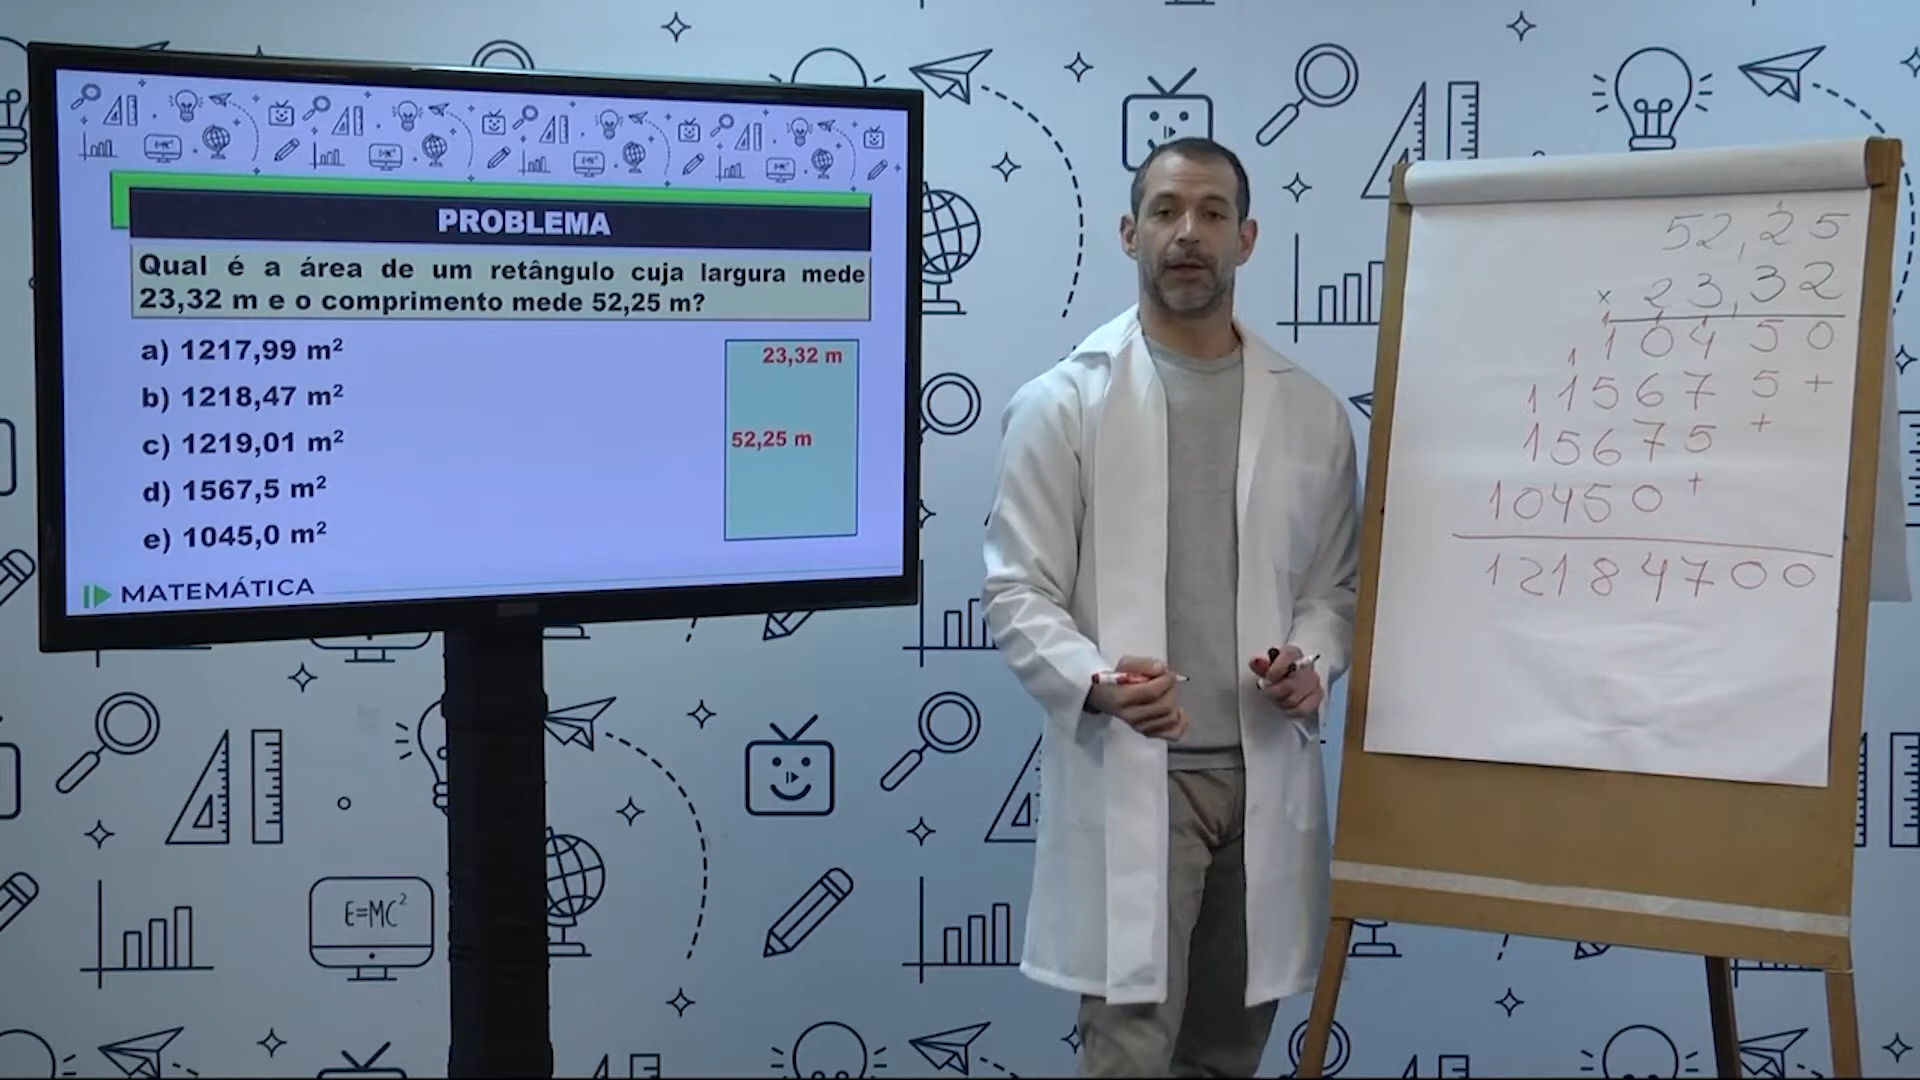 PROBLEMA
Qual é a área de um retângulo cuja largura mede
23,32 m e o comprimento mede 52,25 m?
a) 1217,99 m²
b) 1218,47 m²
c) 1219,01 m²
d) 1567,5 m²
e) 1045,0 m²
23,32 m
52,25 m
MATEMÁTICA
52,25
x 23,32
10450
15675+
15675+
10450+
12184700
E=MC²